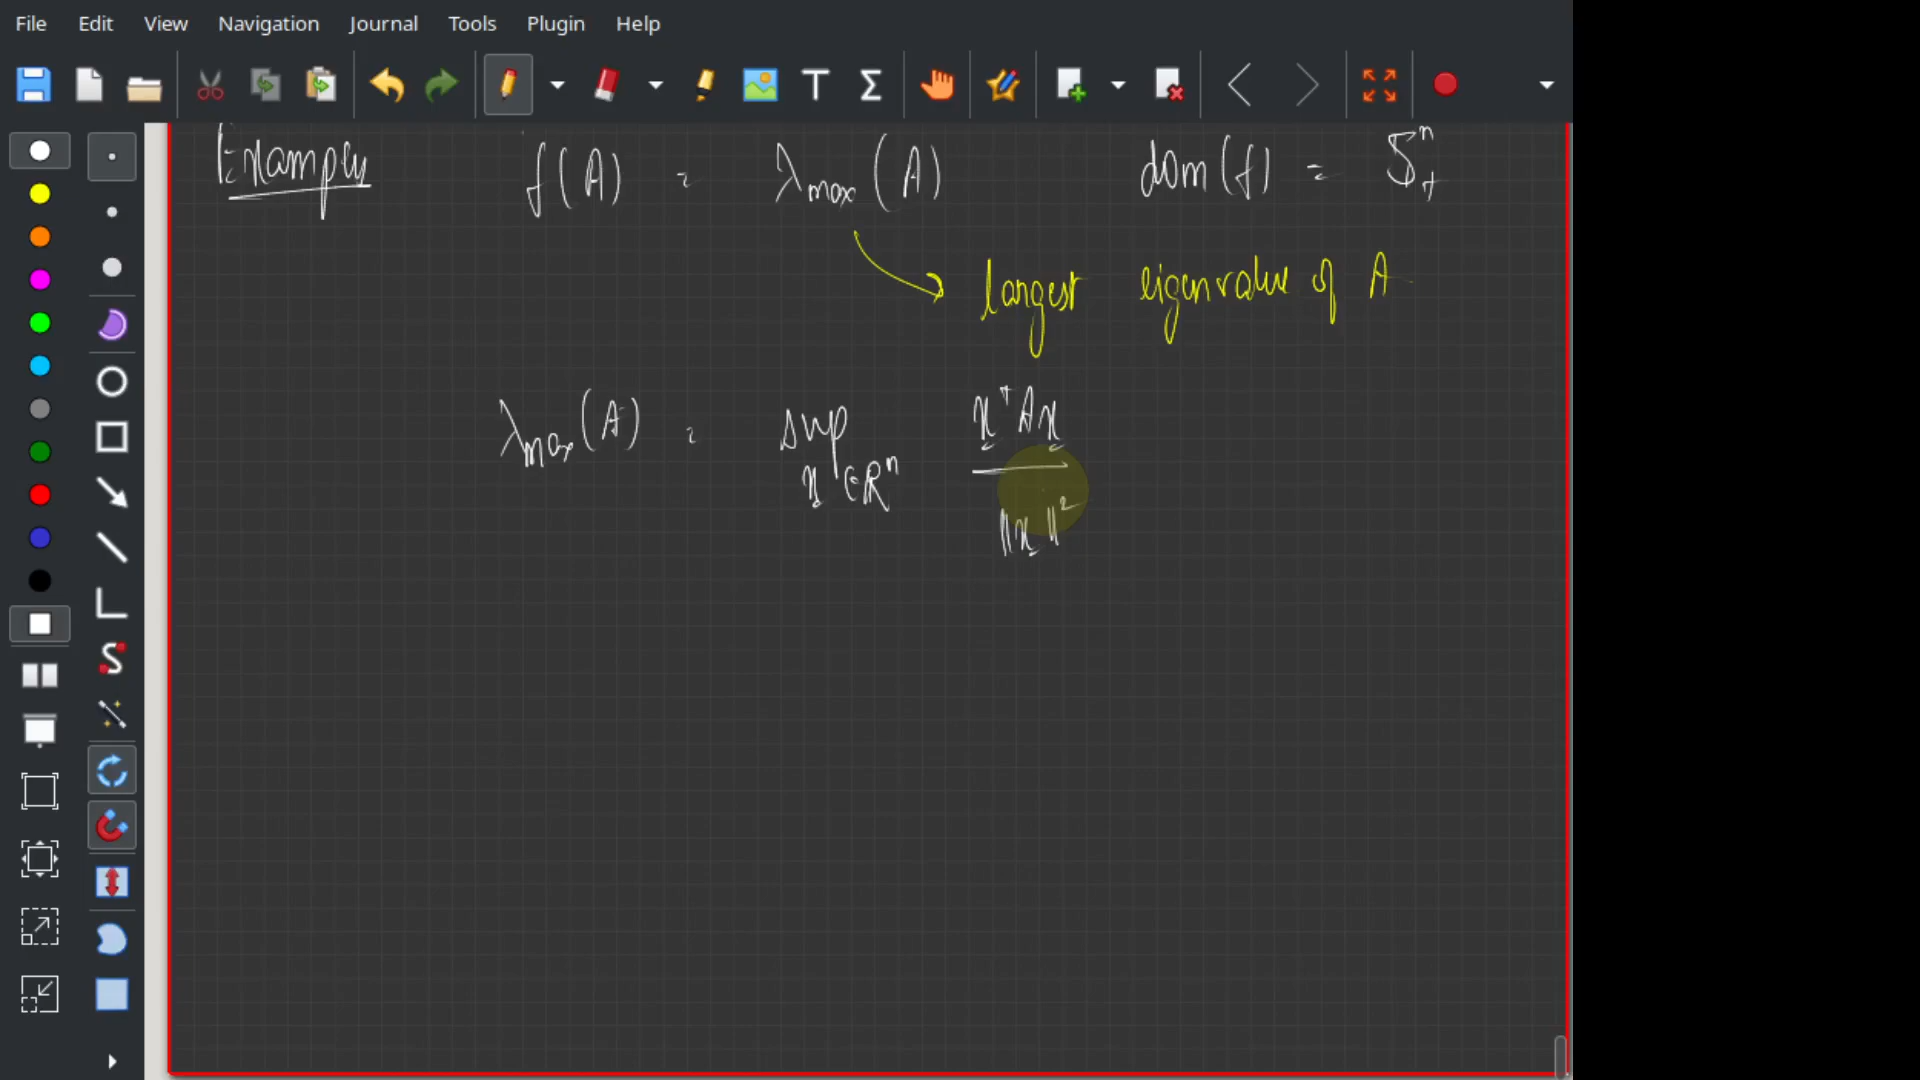 File Edit View Navigation Journal Tools Plugin Help
Example f(A) = λmax(A) dom(f) = 𝕊ⁿ₊
largest eigenvalue of A
λmax(A) = sup x∈ℝⁿ xᵀAx / ‖x‖²